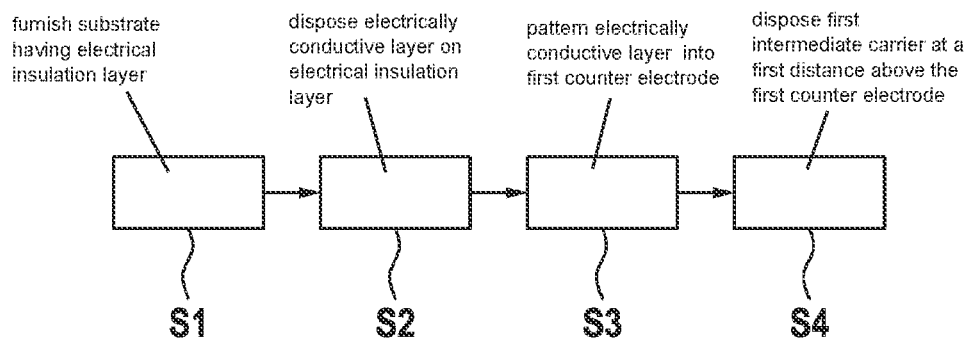 furnish substrate
having electrical
insulation layer
dispose electrically
conductive layer on
electrical insulation
layer
pattern electrically
conductive layer into
first counter electrode
dispose first
intermediate carrier at a
first distance above the
first counter electrode
S1
S2
S3
S4